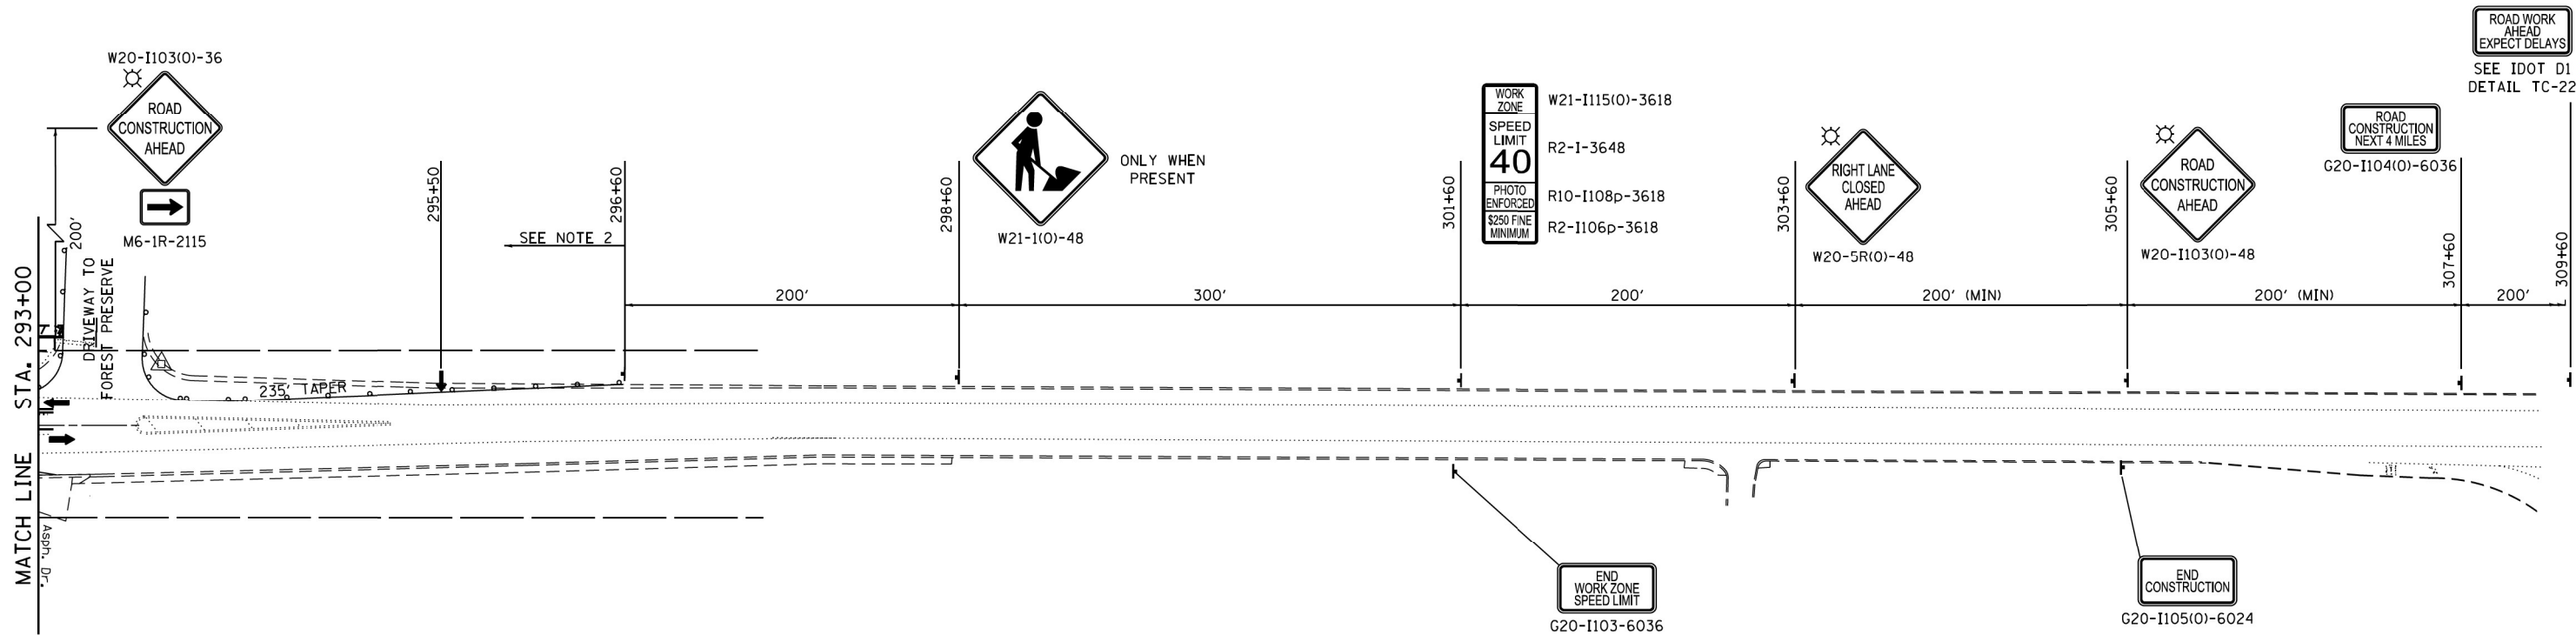 W20-I103(0)-36
ROAD
CONSTRUCTION
AHEAD
M6-1R-2115
200'
DRIVEWAY TO
FOREST PRESERVE
MATCH LINE STA. 293+00
Asph. Dr.
235' TAPER
295+50
SEE NOTE 2
296+60
200'
298+60
W21-1(0)-48
ONLY WHEN
PRESENT
300'
301+60
WORK
ZONE
SPEED
LIMIT
40
PHOTO
ENFORCED
$250 FINE
MINIMUM
W21-I115(0)-3618
R2-I-3648
R10-I108p-3618
R2-I106p-3618
200'
303+60
RIGHT LANE
CLOSED
AHEAD
W20-5R(0)-48
200' (MIN)
305+60
ROAD
CONSTRUCTION
AHEAD
W20-I103(0)-48
200' (MIN)
ROAD
CONSTRUCTION
NEXT 4 MILES
G20-I104(0)-6036
307+60
200'
ROAD WORK
AHEAD
EXPECT DELAYS
SEE IDOT D1
DETAIL TC-22
309+60
END
WORK ZONE
SPEED LIMIT
G20-I103-6036
END
CONSTRUCTION
G20-I105(0)-6024